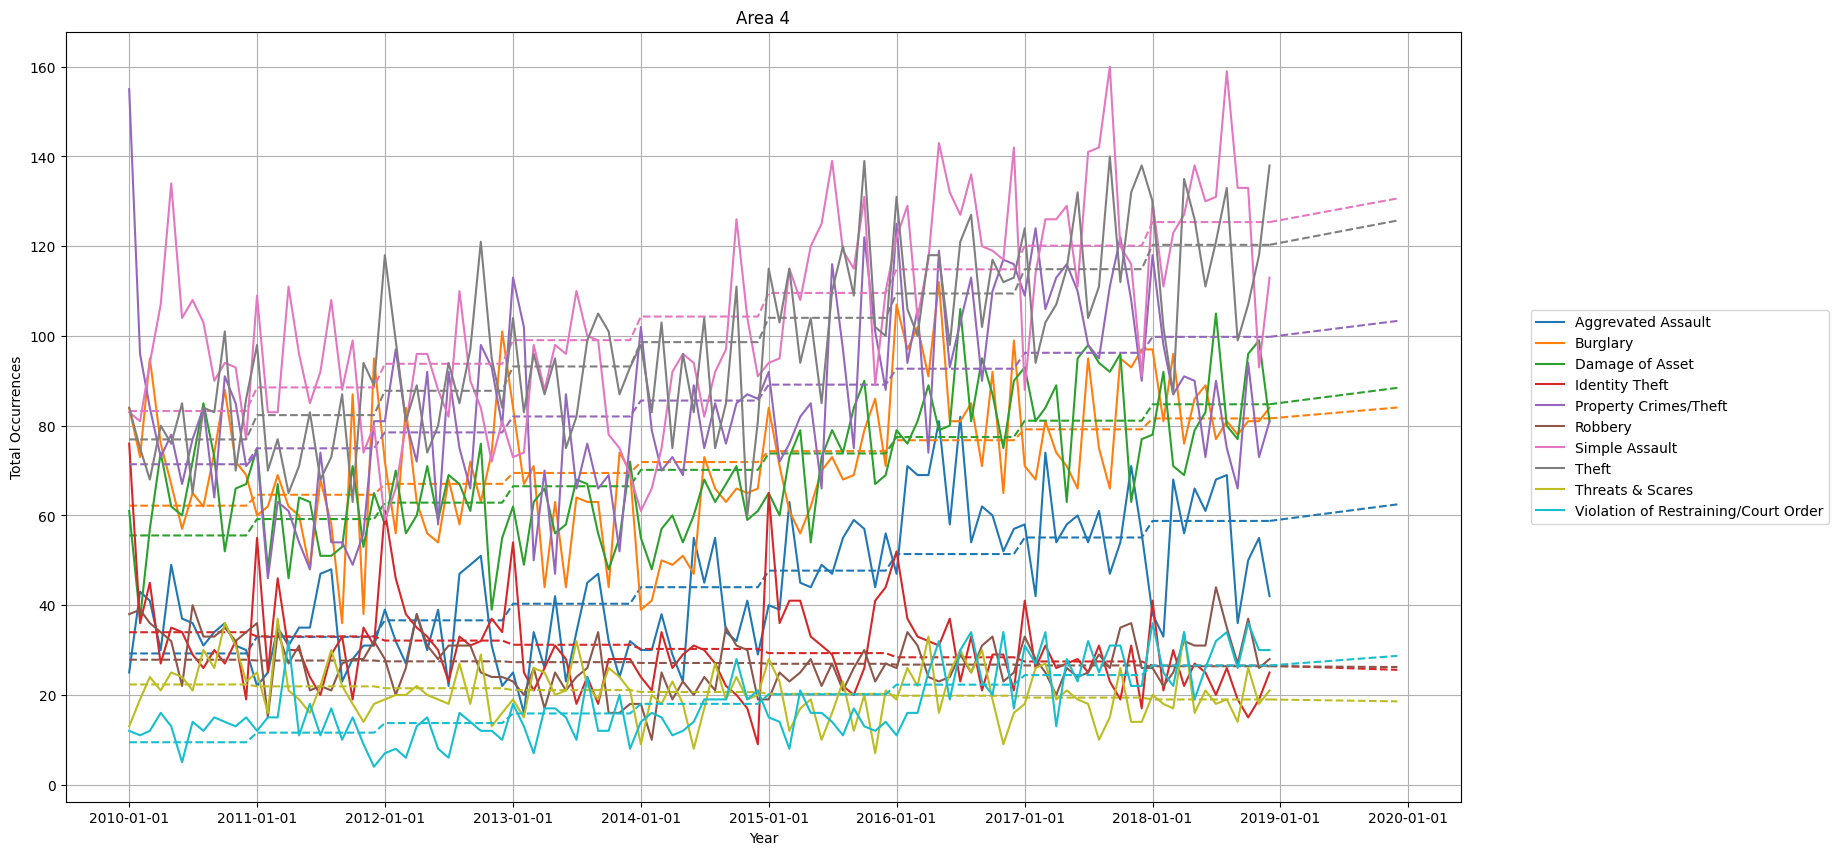 Area 4
Total Occurrences
160
140
120
100
80
60
40
20
0
2010-01-01 2011-01-01 2012-01-01 2013-01-01 2014-01-01 2015-01-01 2016-01-01 2017-01-01 2018-01-01 2019-01-01 2020-01-01
Year
Aggrevated Assault
Burglary
Damage of Asset
Identity Theft
Property Crimes/Theft
Robbery
Simple Assault
Theft
Threats & Scares
Violation of Restraining/Court Order